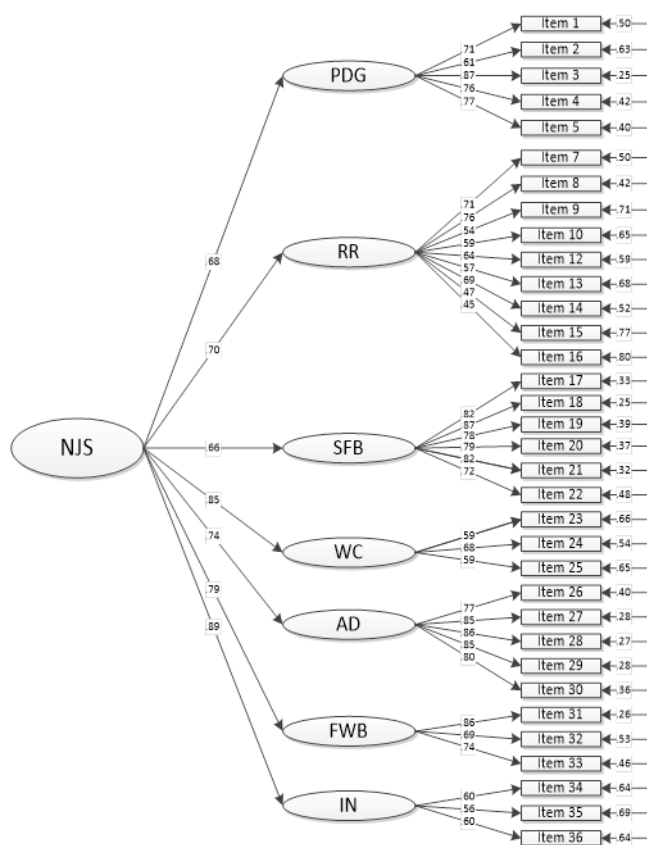 NJS
.68
.70
.66
.85
.74
.79
.89
PDG
.71
.61
.87
.76
.77
Item 1 .50
Item 2 .63
Item 3 .25
Item 4 .42
Item 5 .40
RR
.71
.76
.54
.59
.64
.57
.69
.47
.45
Item 7 .50
Item 8 .42
Item 9 .71
Item 10 .65
Item 12 .59
Item 13 .68
Item 14 .52
Item 15 .77
Item 16 .80
SFB
.82
.87
.78
.79
.82
.72
Item 17 .33
Item 18 .25
Item 19 .39
Item 20 .37
Item 21 .32
Item 22 .48
WC
.59
.68
.59
Item 23 .66
Item 24 .54
Item 25 .65
AD
.77
.85
.86
.85
.80
Item 26 .40
Item 27 .28
Item 28 .27
Item 29 .28
Item 30 .36
FWB
.86
.69
.74
Item 31 .26
Item 32 .53
Item 33 .46
IN
.60
.56
.60
Item 34 .64
Item 35 .69
Item 36 .64